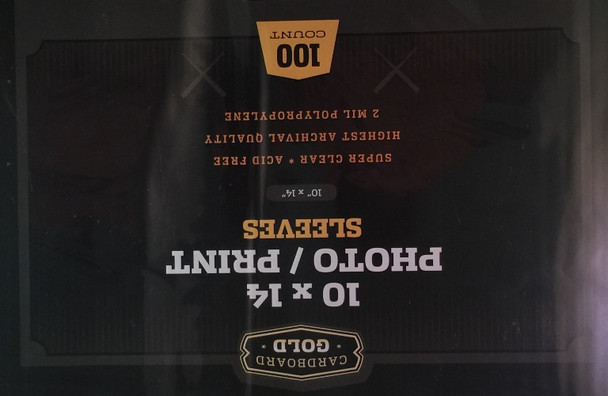 CARDBOARD
GOLD
10 x 14
PHOTO / PRINT
SLEEVES
10" x 14"
SUPER CLEAR * ACID FREE
HIGHEST ARCHIVAL QUALITY
2 MIL POLYPROPYLENE
100
COUNT